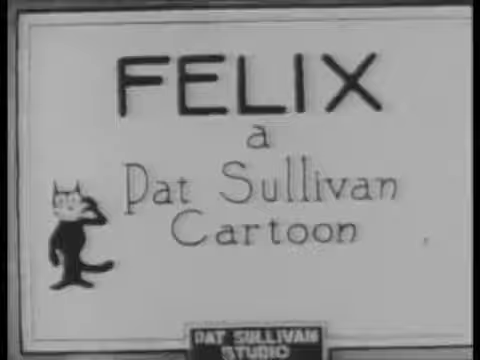 FELIX
a
Pat Sullivan
Cartoon
PAT SULLIVAN
STUDIO